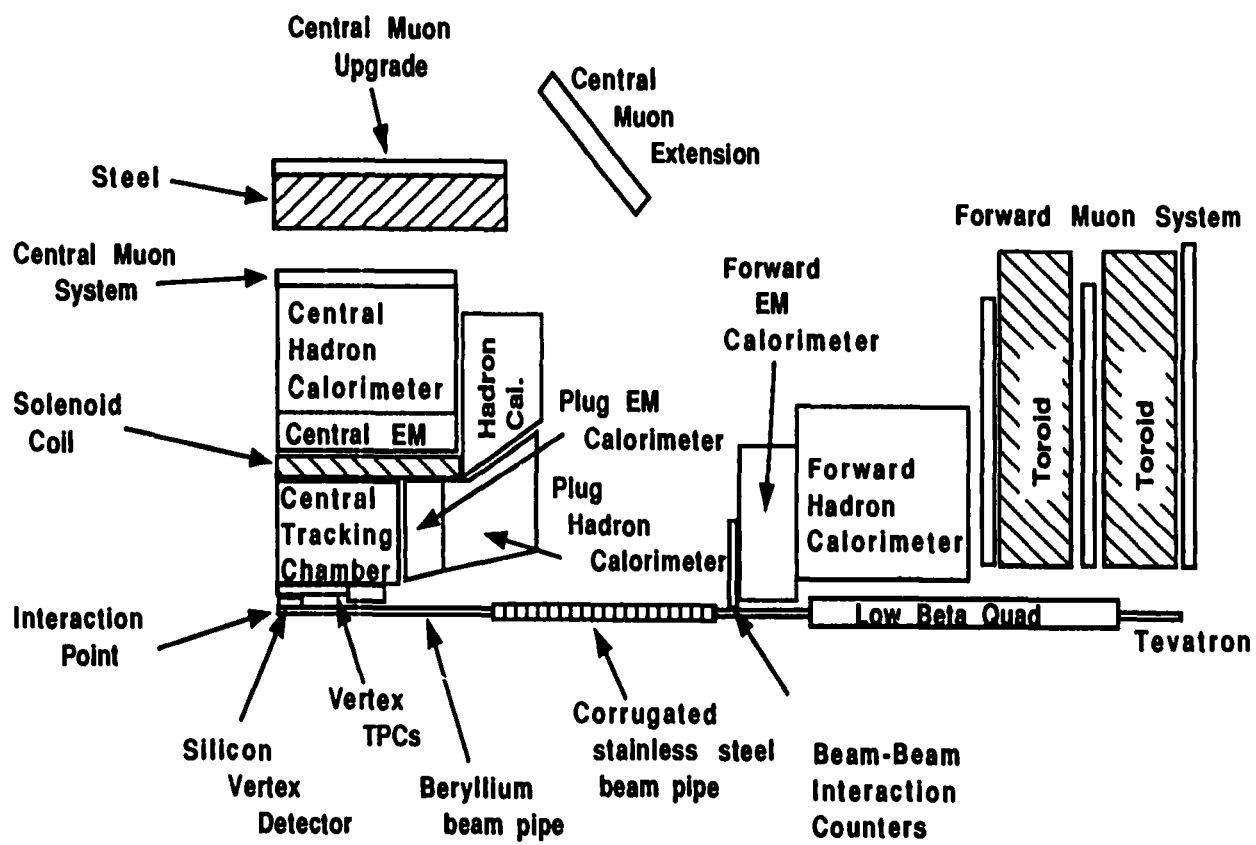 Central Muon
Upgrade
Central
Muon
Extension
Steel
Forward Muon System
Central Muon
System
Forward
EM
Calorimeter
Central
Hadron
Calorimeter
Hadron
Cal.
Toroid
Toroid
Solenoid
Coil
Central EM
Plug EM
Calorimeter
Forward
Hadron
Calorimeter
Central
Tracking
Chamber
Plug
Hadron
Calorimeter
Interaction
Point
Low Beta Quad
Tevatron
Vertex
TPCs
Silicon
Vertex
Detector
Beryllium
beam pipe
Corrugated
stainless steel
beam pipe
Beam-Beam
Interaction
Counters